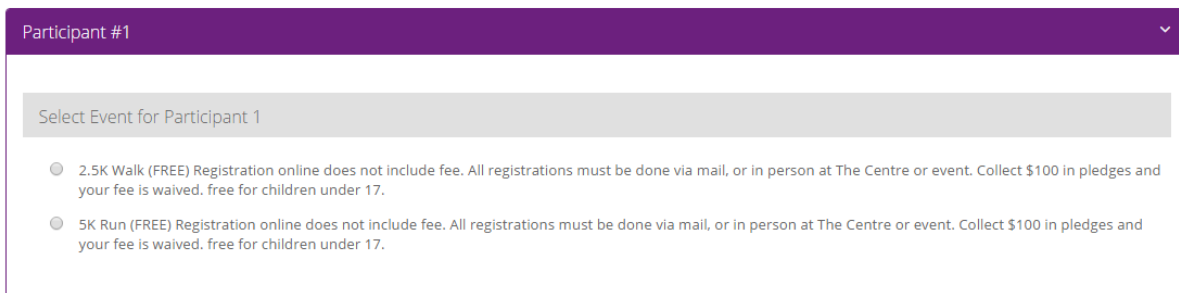 Participant #1
Select Event for Participant 1
2.5K Walk (FREE) Registration online does not include fee. All registrations must be done via mail, or in person at The Centre or event. Collect $100 in pledges and
your fee is waived. free for children under 17.
5K Run (FREE) Registration online does not include fee. All registrations must be done via mail, or in person at The Centre or event. Collect $100 in pledges and
your fee is waived. free for children under 17.